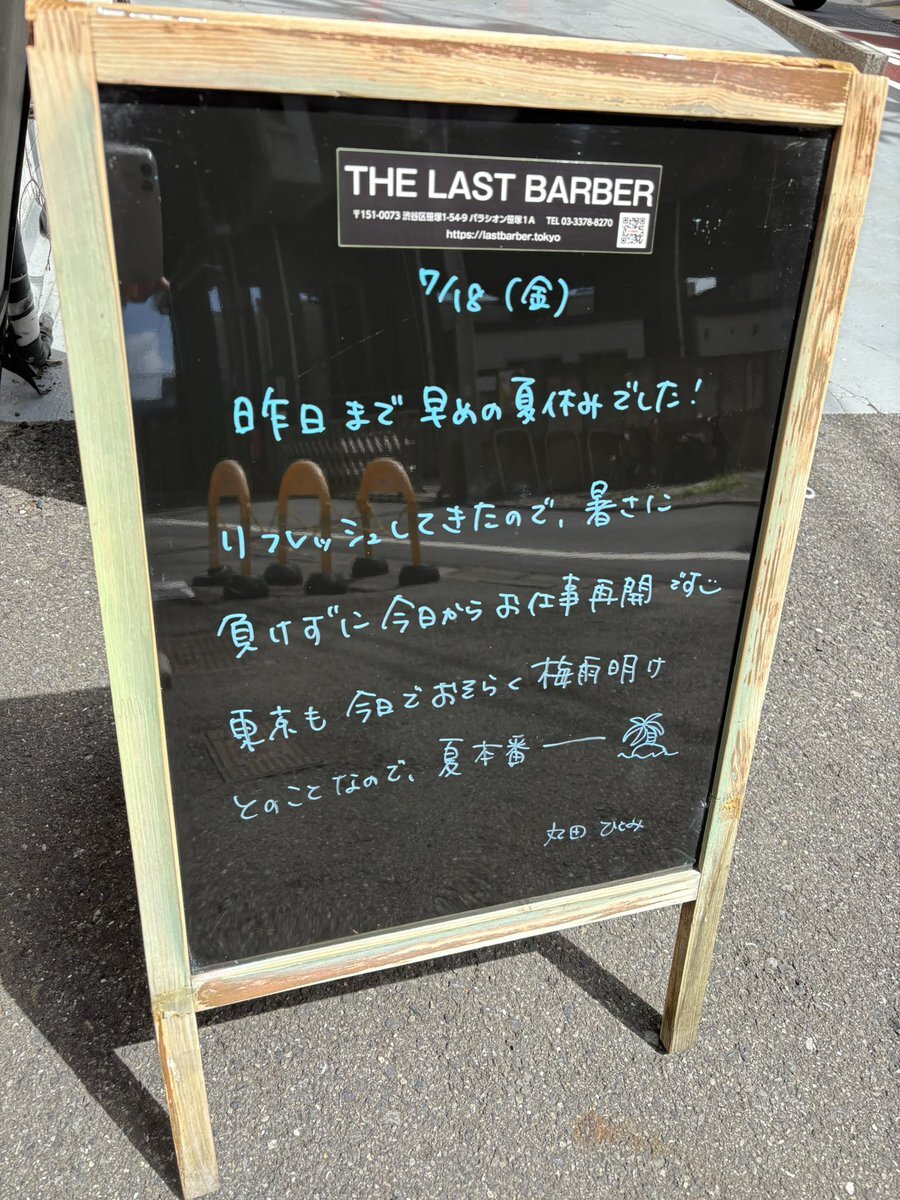 THE LAST BARBER
〒151-0073 渋谷区笹塚1-54-9 パラシオン笹塚1A TEL 03-3378-8270
https://lastbarber.tokyo
7/18 (金)
昨日まで早めの夏休みでした!
リフレッシュしてきたので、暑さに
負けずに今日からお仕事再開です
東京も今日でおそらく梅雨明け
とのことなので、夏本番——
丸田 ひとみ